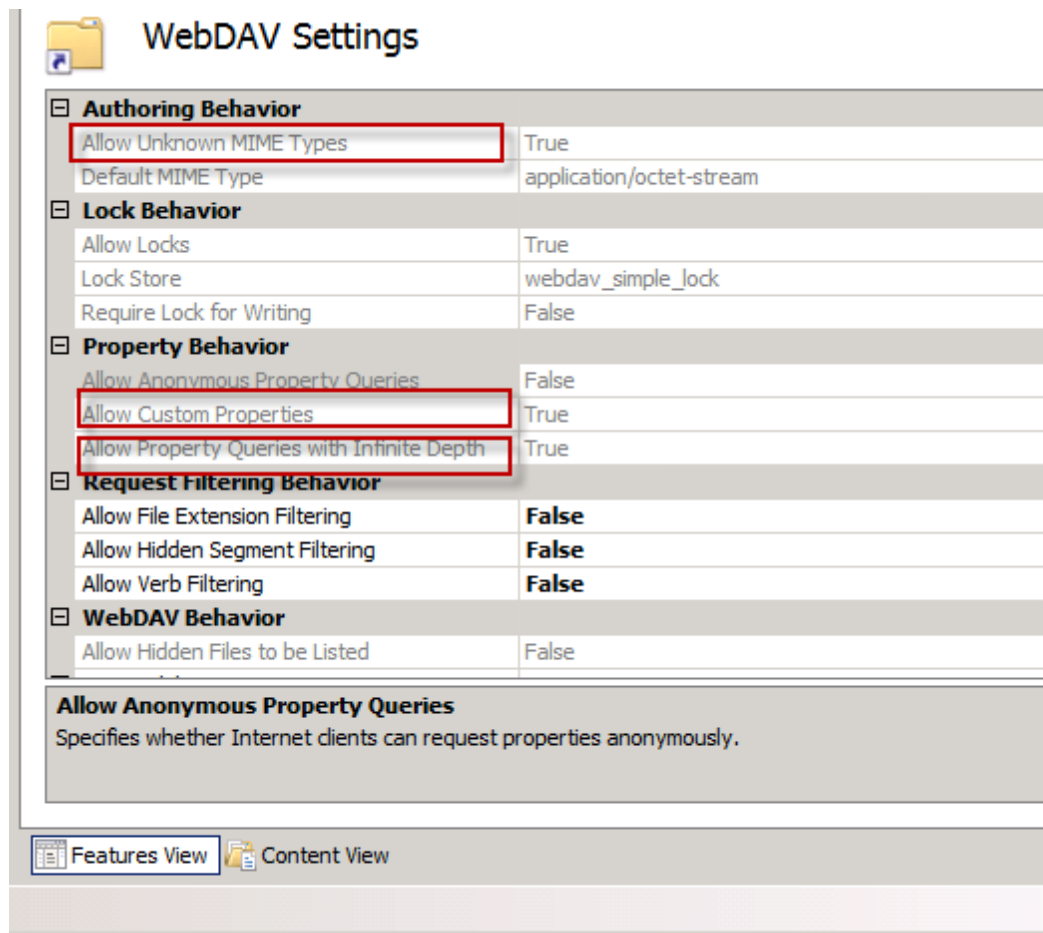 WebDAV Settings
Authoring Behavior
Allow Unknown MIME Types True
Default MIME Type application/octet-stream
Lock Behavior
Allow Locks True
Lock Store webdav_simple_lock
Require Lock for Writing False
Property Behavior
Allow Anonymous Property Queries False
Allow Custom Properties True
Allow Property Queries with Infinite Depth True
Request Filtering Behavior
Allow File Extension Filtering False
Allow Hidden Segment Filtering False
Allow Verb Filtering False
WebDAV Behavior
Allow Hidden Files to be Listed False
Allow Anonymous Property Queries
Specifies whether Internet clients can request properties anonymously.
Features View Content View